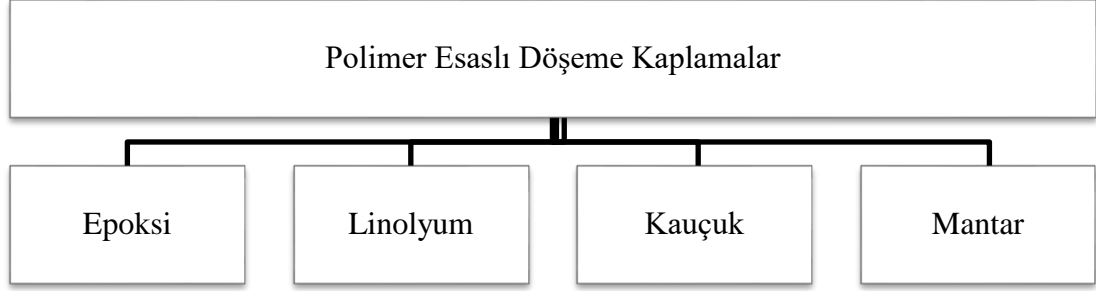 Polimer Esaslı Döşeme Kaplamalar
Epoksi
Linolyum
Kauçuk
Mantar